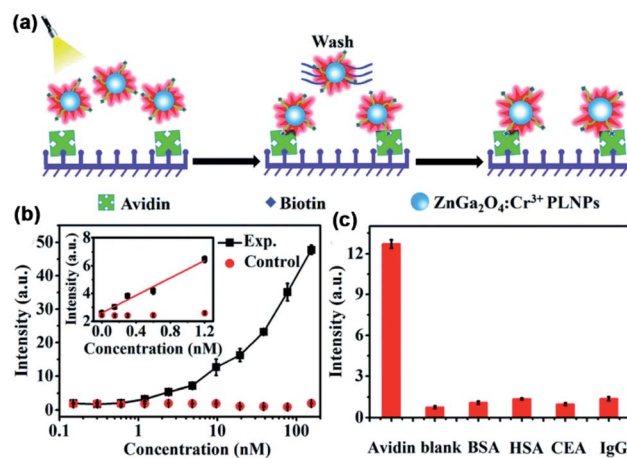 (a)
Wash
Avidin
Biotin
ZnGa₂O₄:Cr³⁺ PLNPs
(b)
Intensity (a.u.)
50
40
30
20
10
0
0.1
1
10
100
Concentration (nM)
Exp.
Control
Intensity (a.u.)
8
6
4
2
0.0
0.4
0.8
1.2
Concentration (nM)
(c)
Intensity (a.u.)
12
9
6
3
0
Avidin blank BSA HSA CEA IgG